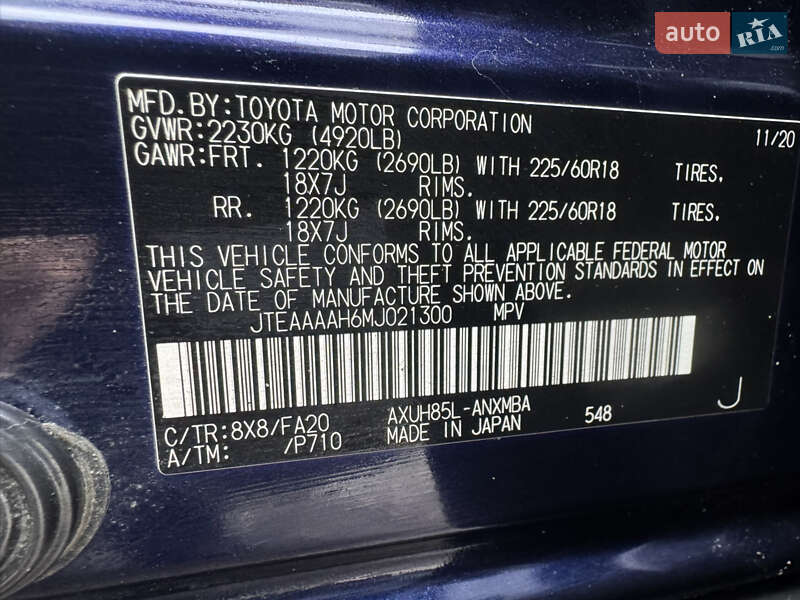 auto RIA .com
MFD.BY:TOYOTA MOTOR CORPORATION 11/20
GVWR:2230KG (4920LB)
GAWR:FRT. 1220KG (2690LB) WITH 225/60R18 TIRES,
18X7J RIMS.
RR. 1220KG (2690LB) WITH 225/60R18 TIRES,
18X7J RIMS.
THIS VEHICLE CONFORMS TO ALL APPLICABLE FEDERAL MOTOR
VEHICLE SAFETY AND THEFT PREVENTION STANDARDS IN EFFECT ON
THE DATE OF MANUFACTURE SHOWN ABOVE.
JTEAAAAH6MJ021300 MPV
C/TR:8X8/FA20 AXUH85L-ANXMBA 548 J
A/TM: /P710 MADE IN JAPAN